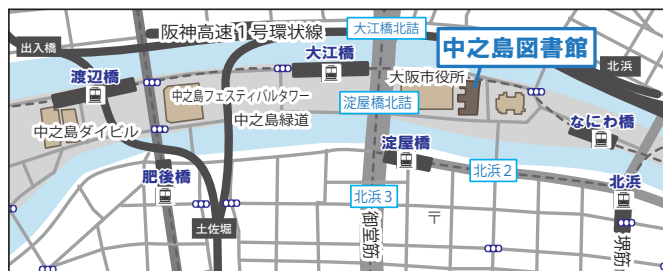 阪神高速1号環状線
大江橋北詰
中之島図書館
出入橋
大江橋
北浜
渡辺橋
大阪市役所
中之島フェスティバルタワー
淀屋橋北詰
中之島緑道
なにわ橋
中之島ダイビル
淀屋橋
肥後橋
北浜2
北浜
北浜3
土佐堀
御堂筋
〒
堺筋